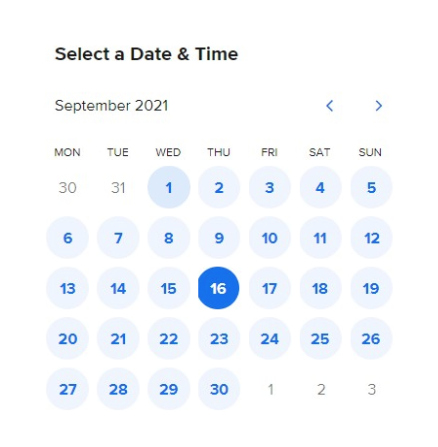 Select a Date & Time
September 2021
MON TUE WED THU FRI SAT SUN
30 31 1 2 3 4 5
6 7 8 9 10 11 12
13 14 15 16 17 18 19
20 21 22 23 24 25 26
27 28 29 30 1 2 3